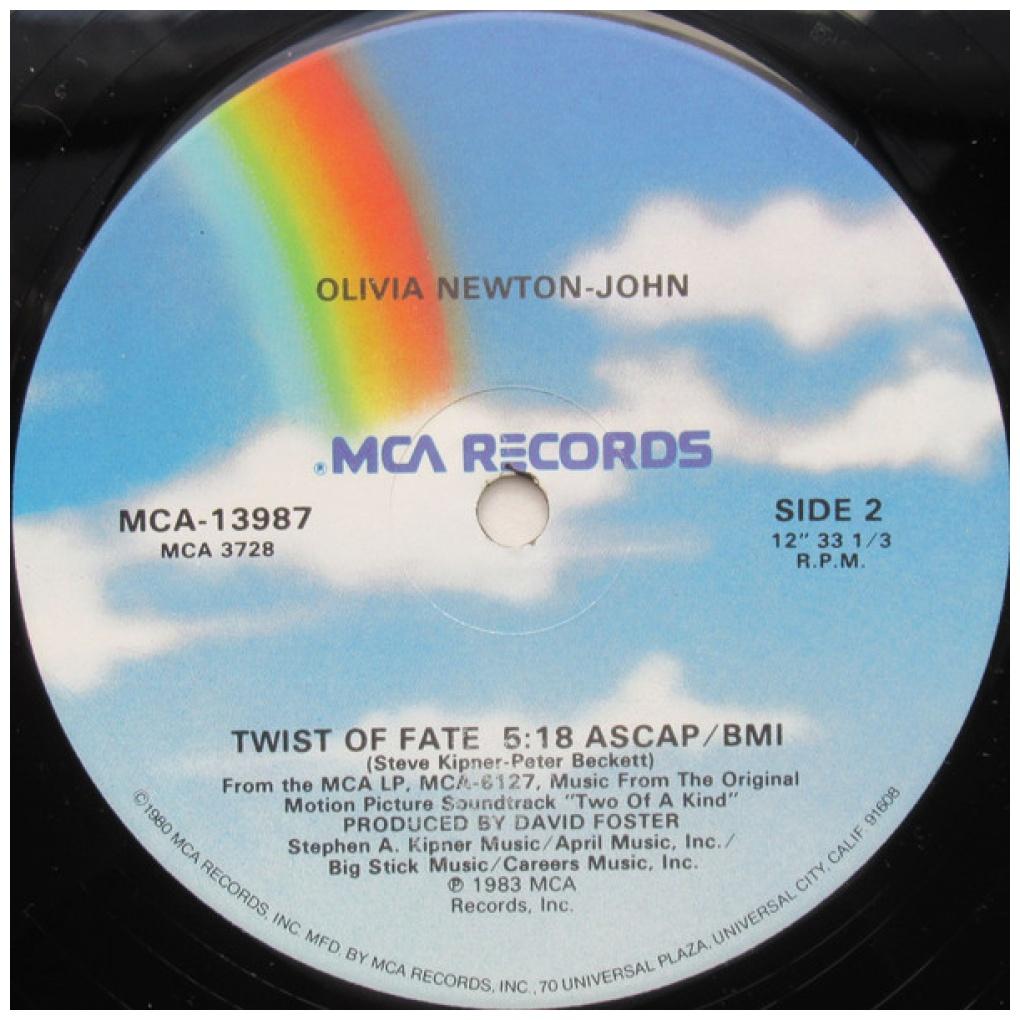 OLIVIA NEWTON-JOHN
® MCA RECORDS
MCA-13987
MCA 3728
SIDE 2
12" 33 1/3
R.P.M.
TWIST OF FATE 5:18 ASCAP/BMI
(Steve Kipner-Peter Beckett)
From the MCA LP, MCA-6127, Music From The Original
Motion Picture Soundtrack "Two Of A Kind"
PRODUCED BY DAVID FOSTER
Stephen A. Kipner Music/April Music, Inc./
Big Stick Music/Careers Music, Inc.
℗ 1983 MCA
Records, Inc.
©1980 MCA RECORDS, INC. MFD. BY MCA RECORDS, INC., 70 UNIVERSAL PLAZA, UNIVERSAL CITY, CALIF. 91608